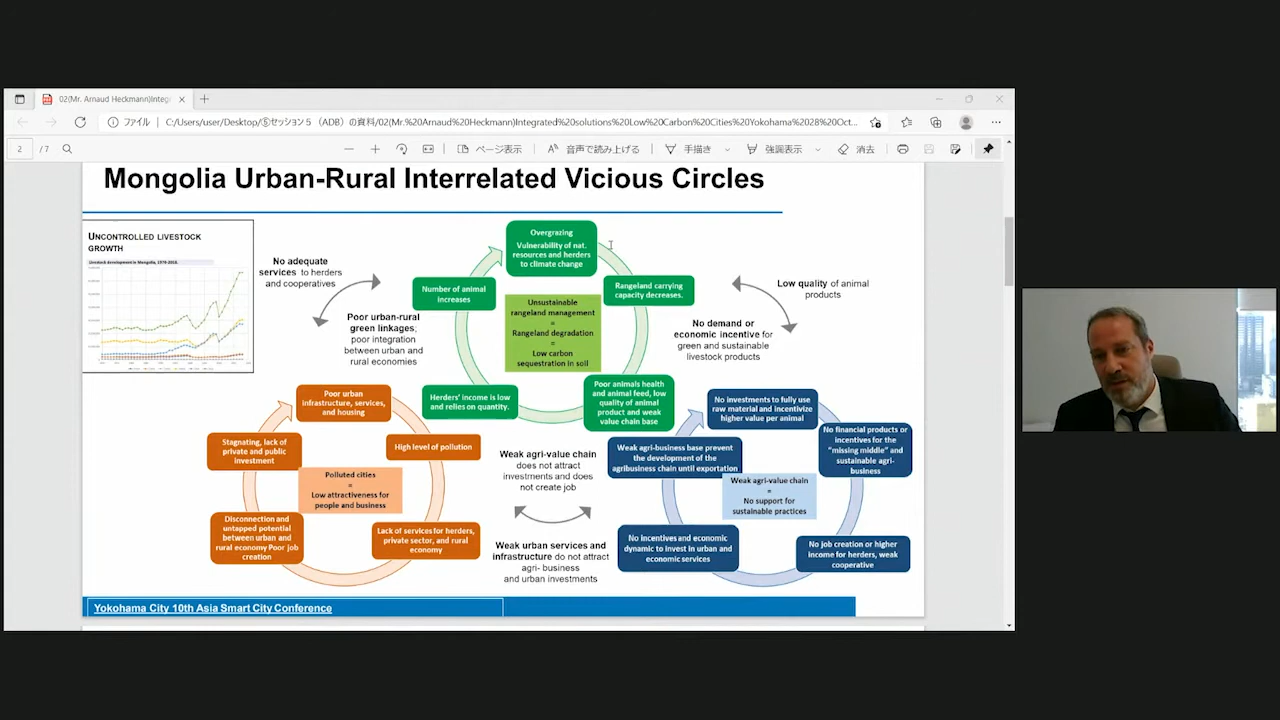 02(Mr. Arnaud Heckmann)Integ
ファイル
C:/Users/user/Desktop/⑤セッション５（ADB）の資料/02(Mr.%20Arnaud%20Heckmann)Integrated%20solutions%20Low%20Carbon%20Cities%20Yokohama%2028%20Oct...
2 /7
ページ表示
音声で読み上げる
手描き
強調表示
消去
Mongolia Urban-Rural Interrelated Vicious Circles
UNCONTROLLED LIVESTOCK
GROWTH
Livestock development in Mongolia, 1970-2018.
No adequate
services to herders
and cooperatives
Poor urban-rural
green linkages;
poor integration
between urban and
rural economies
Overgrazing
Vulnerability of nat.
resources and herders
to climate change
Number of animal
increases
Rangeland carrying
capacity decreases.
Unsustainable
rangeland management
=
Rangeland degradation
=
Low carbon
sequestration in soil
Herders' income is low
and relies on quantity.
Poor animals health
and animal feed, low
quality of animal
product and weak
value chain base
Low quality of animal
products
No demand or
economic incentive for
green and sustainable
livestock products
Poor urban
infrastructure, services,
and housing
High level of pollution
Stagnating, lack of
private and public
investment
Polluted cities
=
Low attractiveness for
people and business
Disconnection and
untapped potential
between urban and
rural economy Poor job
creation
Lack of services for herders,
private sector, and rural
economy
Weak agri-value chain
does not attract
investments and does
not create job
Weak urban services and
infrastructure do not attract
agri- business
and urban investments
No investments to fully use
raw material and incentivize
higher value per animal
No financial products or
incentives for the
"missing middle" and
sustainable agri-
business
Weak agri-business base prevent
the development of the
agribusiness chain until exportation
Weak agri-value chain
=
No support for
sustainable practices
No incentives and economic
dynamic to invest in urban and
economic services
No job creation or higher
income for herders, weak
cooperative
Yokohama City 10th Asia Smart City Conference